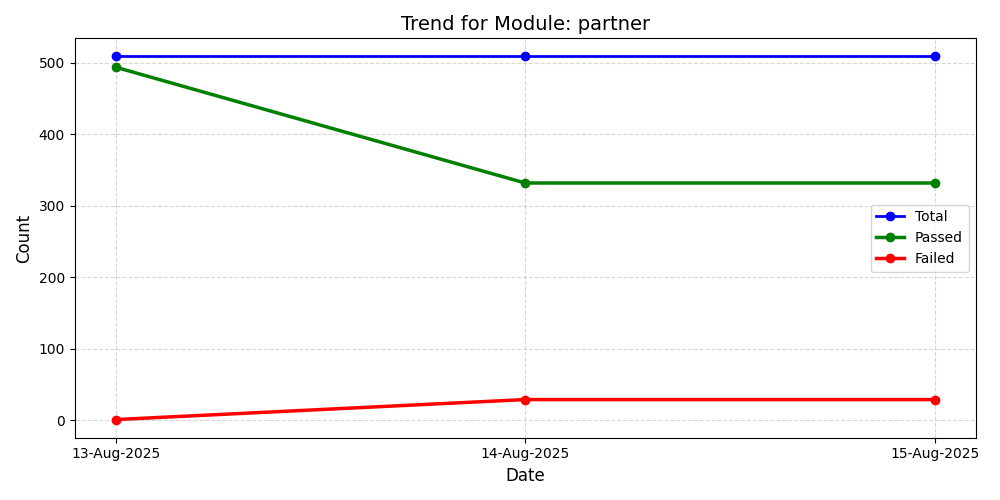 Trend for Module: partner
Count
500
400
300
200
100
0
Total
Passed
Failed
13-Aug-2025
14-Aug-2025
15-Aug-2025
Date